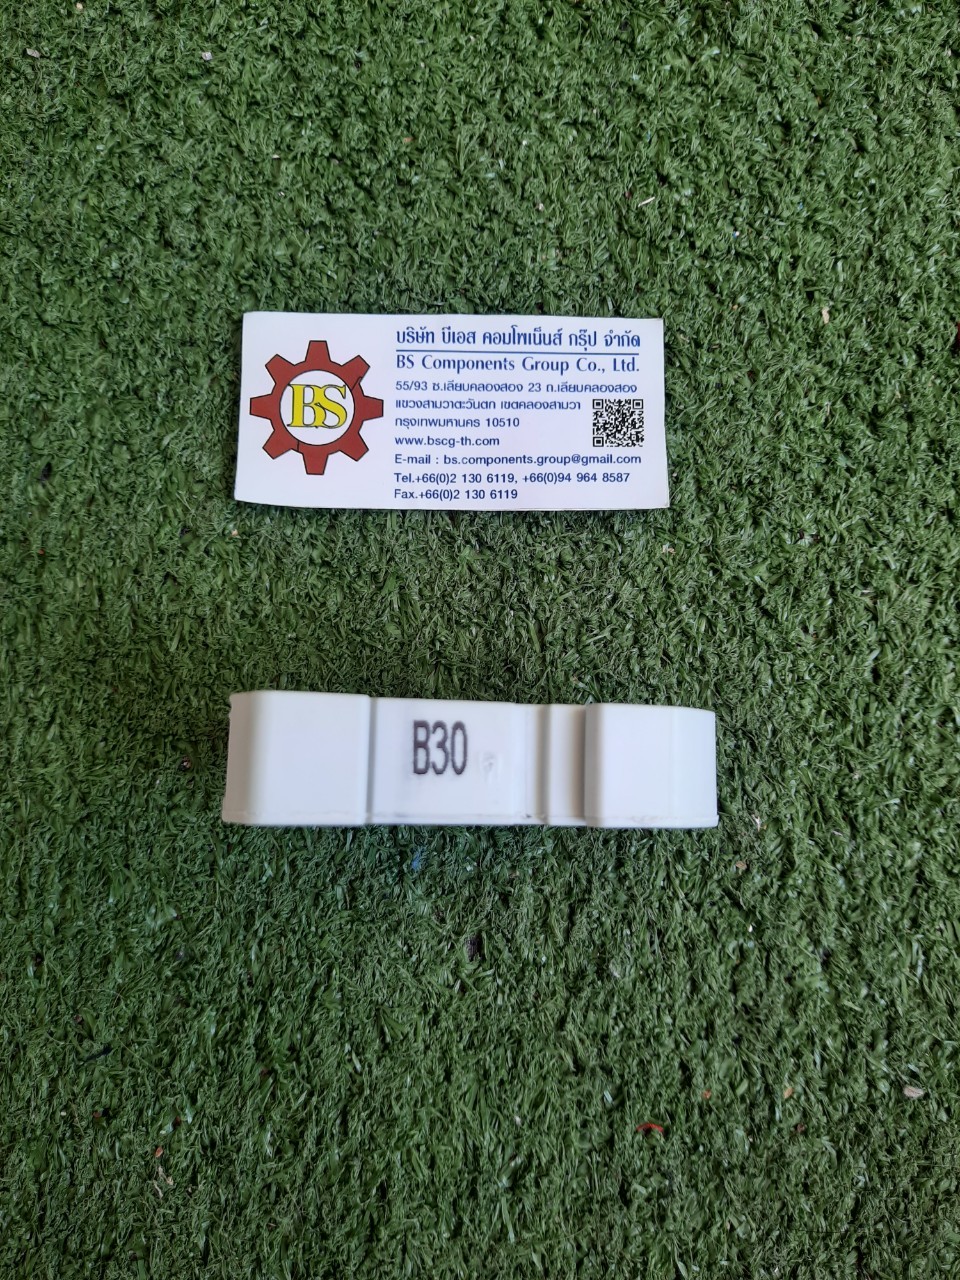 BS
บริษัท บีเอส คอมโพเน็นส์ กรุ๊ป จำกัด
BS Components Group Co., Ltd.
55/93 ซ.เลียบคลองสอง 23 ถ.เลียบคลองสอง
แขวงสามวาตะวันตก เขตคลองสามวา
กรุงเทพมหานคร 10510
www.bscg-th.com
E-mail : bs.components.group@gmail.com
Tel.+66(0)2 130 6119, +66(0)94 964 8587
Fax.+66(0)2 130 6119
B30